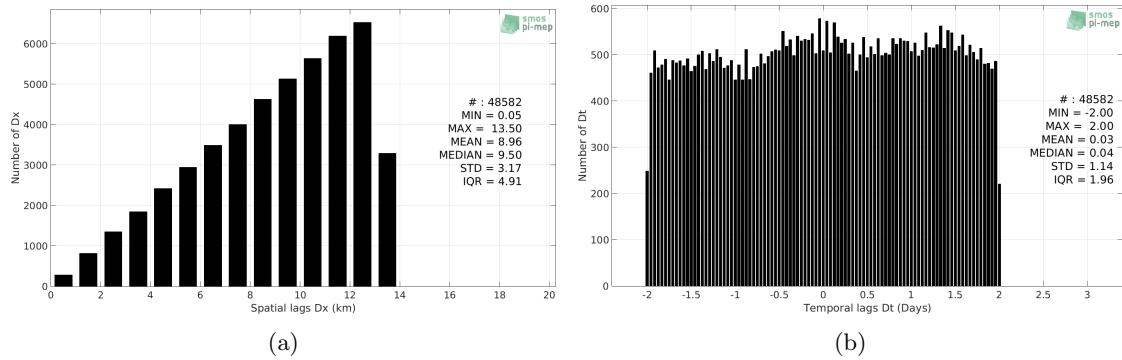 smos
pi-mep
Number of Dx
6000
5000
4000
3000
2000
1000
0
# : 48582
MIN = 0.05
MAX = 13.50
MEAN = 8.96
MEDIAN = 9.50
STD = 3.17
IQR = 4.91
0 2 4 6 8 10 12 14 16 18 20
Spatial lags Dx (km)
(a)
smos
pi-mep
Number of Dt
600
500
400
300
200
100
0
# : 48582
MIN = -2.00
MAX = 2.00
MEAN = 0.03
MEDIAN = 0.04
STD = 1.14
IQR = 1.96
-2 -1.5 -1 -0.5 0 0.5 1 1.5 2 2.5 3
Temporal lags Dt (Days)
(b)